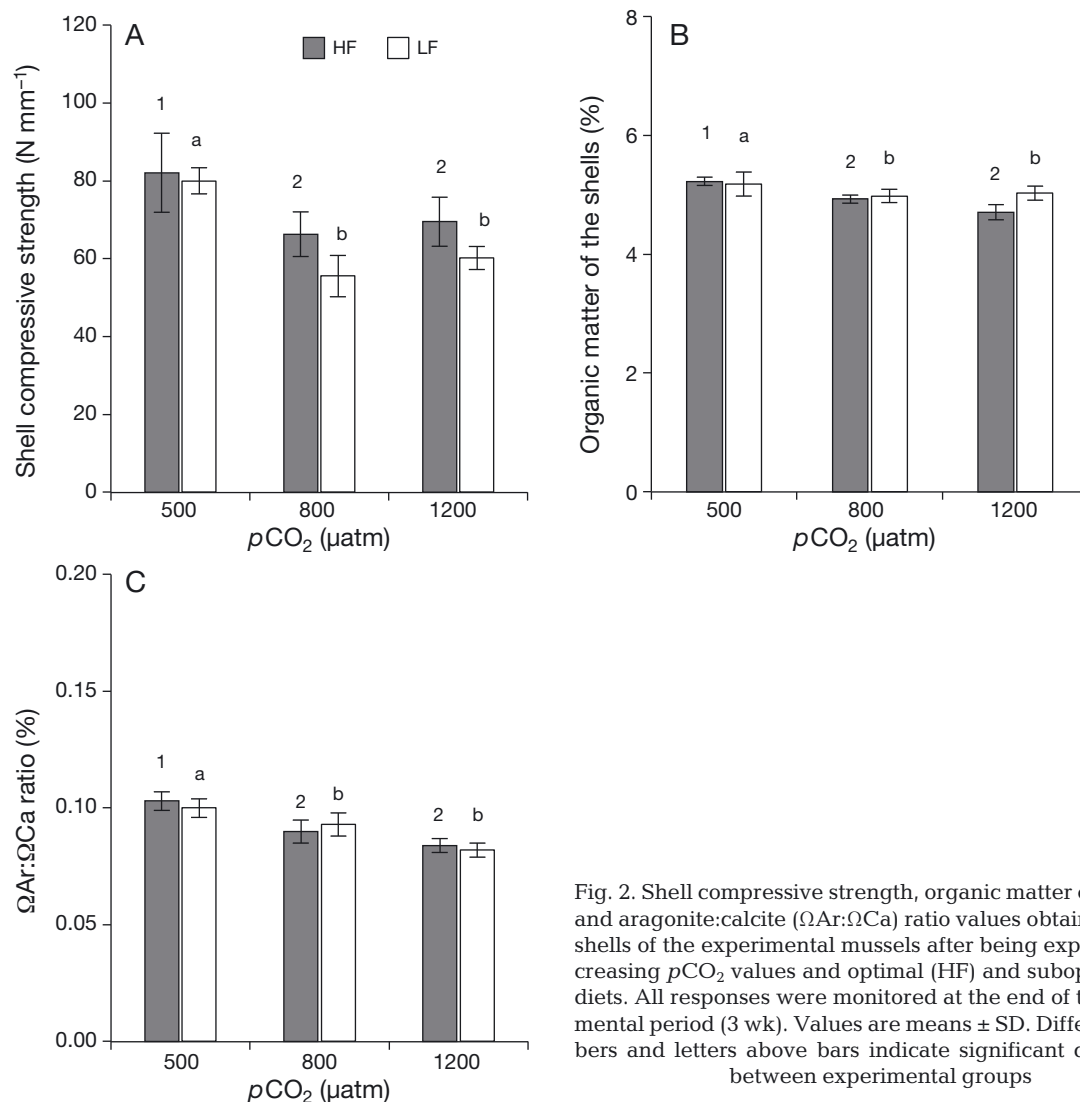 A
HF LF
Shell compressive strength (N mm⁻¹)
120
100
80
60
40
20
0
1 a 2 b 2 b
500 800 1200
pCO₂ (µatm)
B
Organic matter of the shells (%)
8
6
4
2
0
1 a 2 b 2 b
500 800 1200
pCO₂ (µatm)
C
ΩAr:ΩCa ratio (%)
0.20
0.15
0.10
0.05
0.00
1 a 2 b 2 b
500 800 1200
pCO₂ (µatm)
Fig. 2. Shell compressive strength, organic matter
and aragonite:calcite (ΩAr:ΩCa) ratio values
shells of the experimental mussels after being
creasing pCO₂ values and optimal (HF) and
diets. All responses were monitored at the end of
mental period (3 wk). Values are means ± SD.
bers and letters above bars indicate significant
between experimental groups